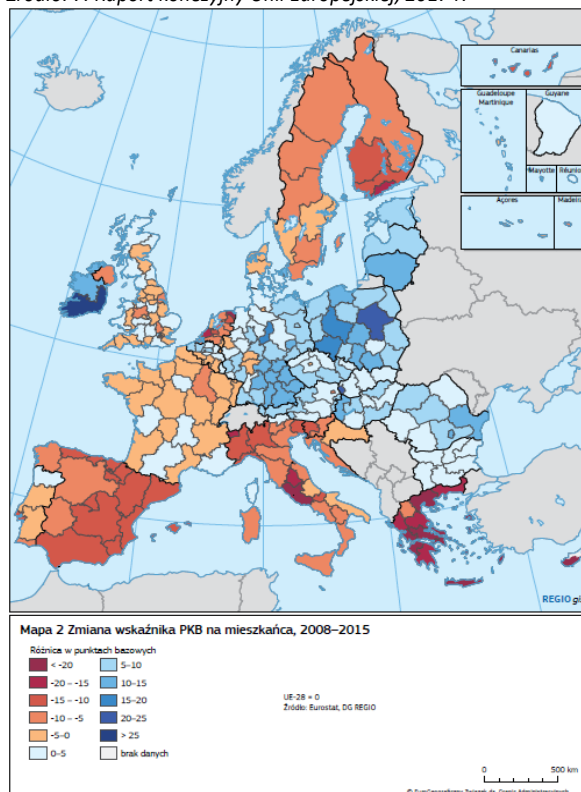 Canarias
Guadeloupe
Martinique
Guyane
Mayotte
Réunion
Açores
Madeira
REGIO
Mapa 2 Zmiana wskaźnika PKB na mieszkańca, 2008–2015
Różnica w punktach bazowych
< -20
-20 – -15
-15 – -10
-10 – -5
-5–0
0–5
5–10
10–15
15–20
20–25
> 25
brak danych
UE-28 = 0
Źródło: Eurostat, DG REGIO
0 500 km